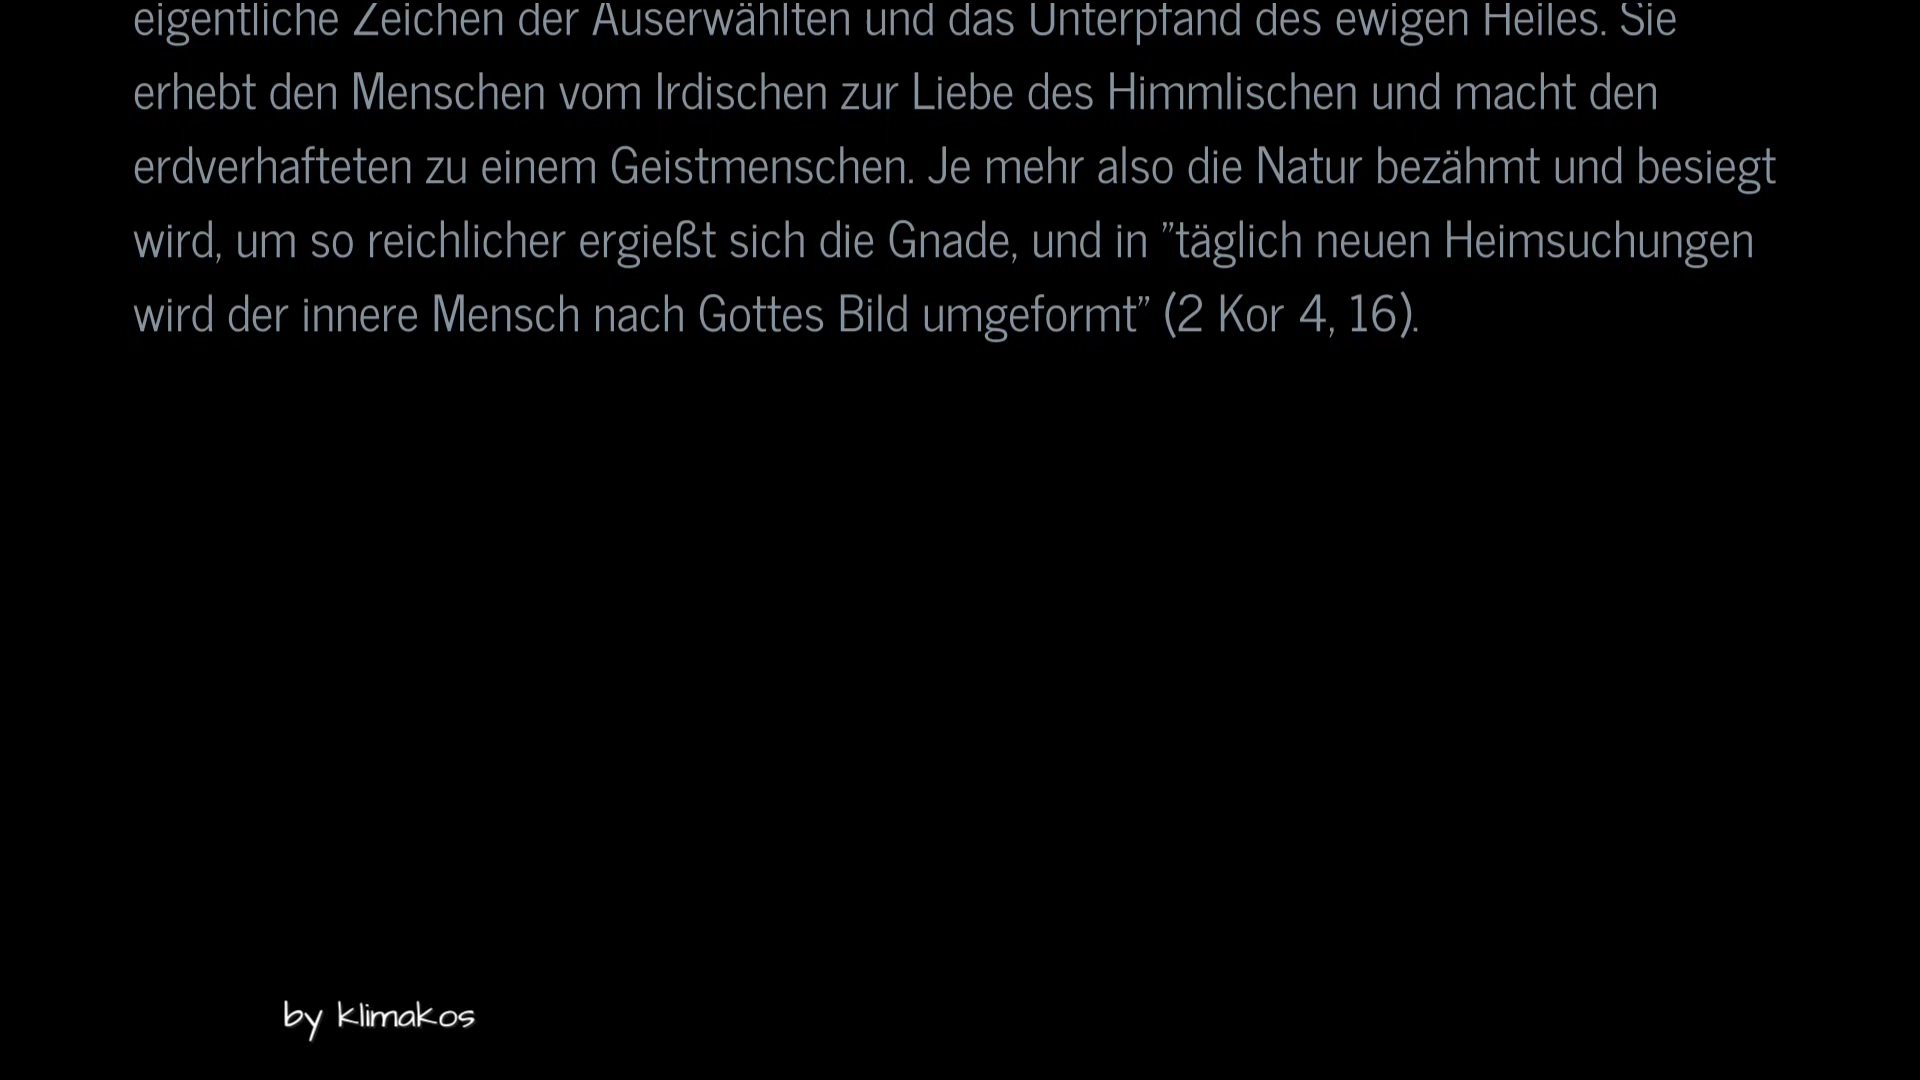 eigentliche Zeichen der Auserwählten und das Unterpfand des ewigen Heiles. Sie
erhebt den Menschen vom Irdischen zur Liebe des Himmlischen und macht den
erdverhafteten zu einem Geistmenschen. Je mehr also die Natur bezähmt und besiegt
wird, um so reichlicher ergießt sich die Gnade, und in ”täglich neuen Heimsuchungen
wird der innere Mensch nach Gottes Bild umgeformt” (2 Kor 4, 16).
by klimakos